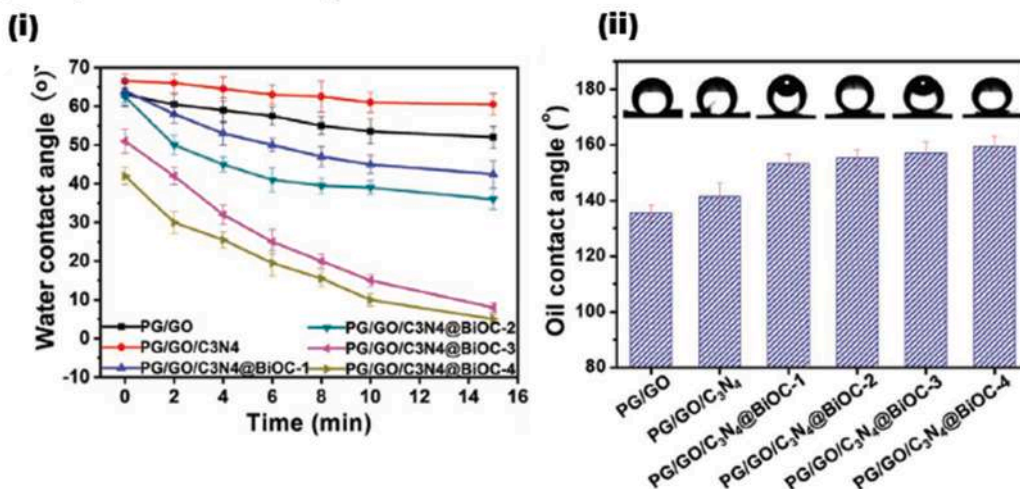 (i)
(ii)
Water contact angle (o)`
70
60
50
40
30
20
10
0
-10
0 2 4 6 8 10 12 14 16
Time (min)
PG/GO
PG/GO/C3N4
PG/GO/C3N4@BiOC-1
PG/GO/C3N4@BiOC-2
PG/GO/C3N4@BiOC-3
PG/GO/C3N4@BiOC-4
Oil contact angle (°)
180
160
140
120
100
80
PG/GO
PG/GO/C₃N₄
PG/GO/C₃N₄@BiOC-1
PG/GO/C₃N₄@BiOC-2
PG/GO/C₃N₄@BiOC-3
PG/GO/C₃N₄@BiOC-4